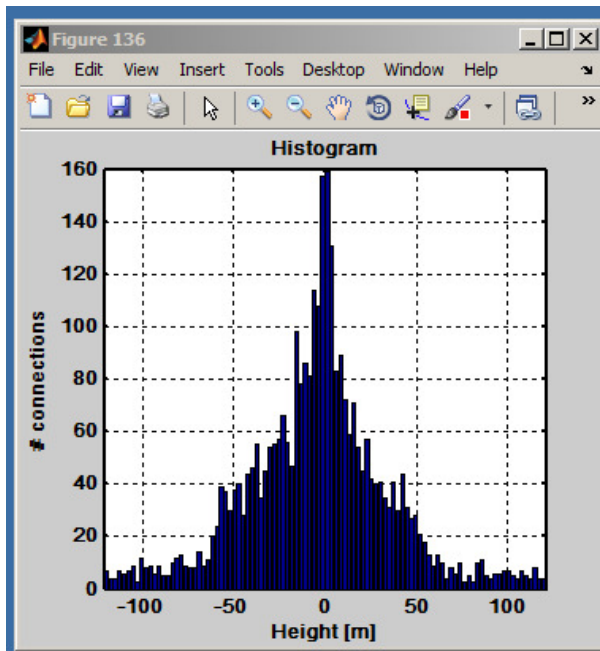 Figure 136
File Edit View Insert Tools Desktop Window Help
»
Histogram
160
140
120
100
80
60
40
20
0
# connections
-100 -50 0 50 100
Height [m]